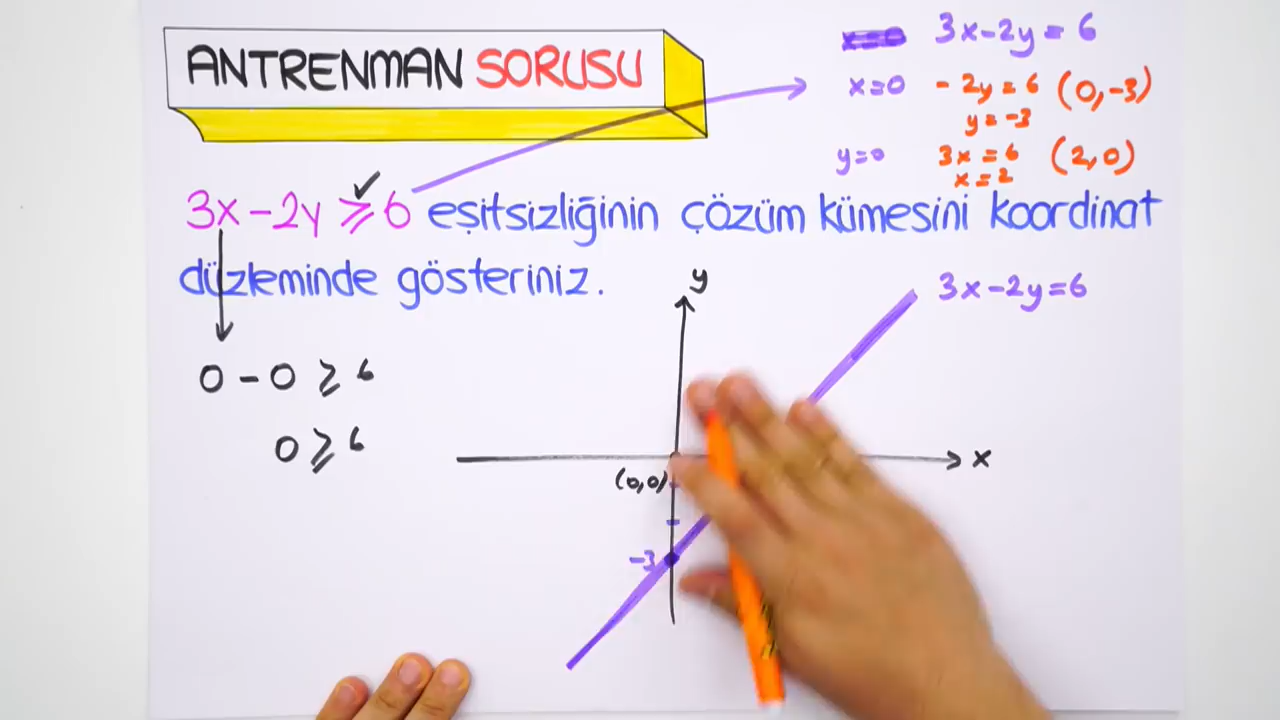 ANTRENMAN SORUSU
x=0 3x-2y=6
x=0 -2y=6 (0,-3)
y=-3
y=0 3x=6 (2,0)
x=2
3x-2y ⩾ 6 eşitsizliğinin çözüm kümesini koordinat
düzleminde gösteriniz.
y
3x-2y=6
0-0 ⩾ 6
0 ⩾ 6
x
(0,0)
-3